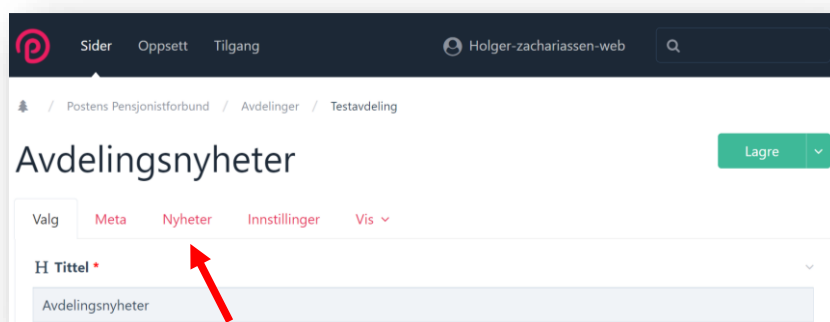 Sider Oppsett Tilgang Holger-zachariassen-web
/ Postens Pensjonistforbund / Avdelinger / Testavdeling
Avdelingsnyheter
Lagre
Valg Meta Nyheter Innstillinger Vis
H Tittel *
Avdelingsnyheter